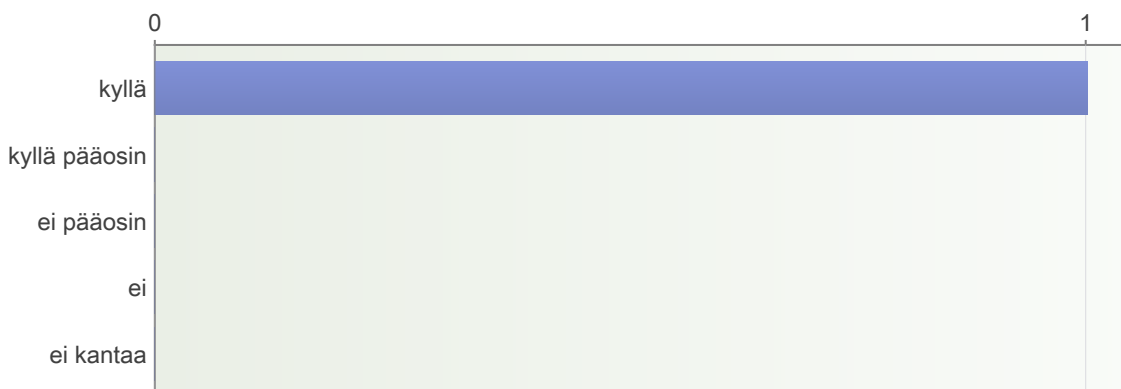 0 1
kyllä
kyllä pääosin
ei pääosin
ei
ei kantaa